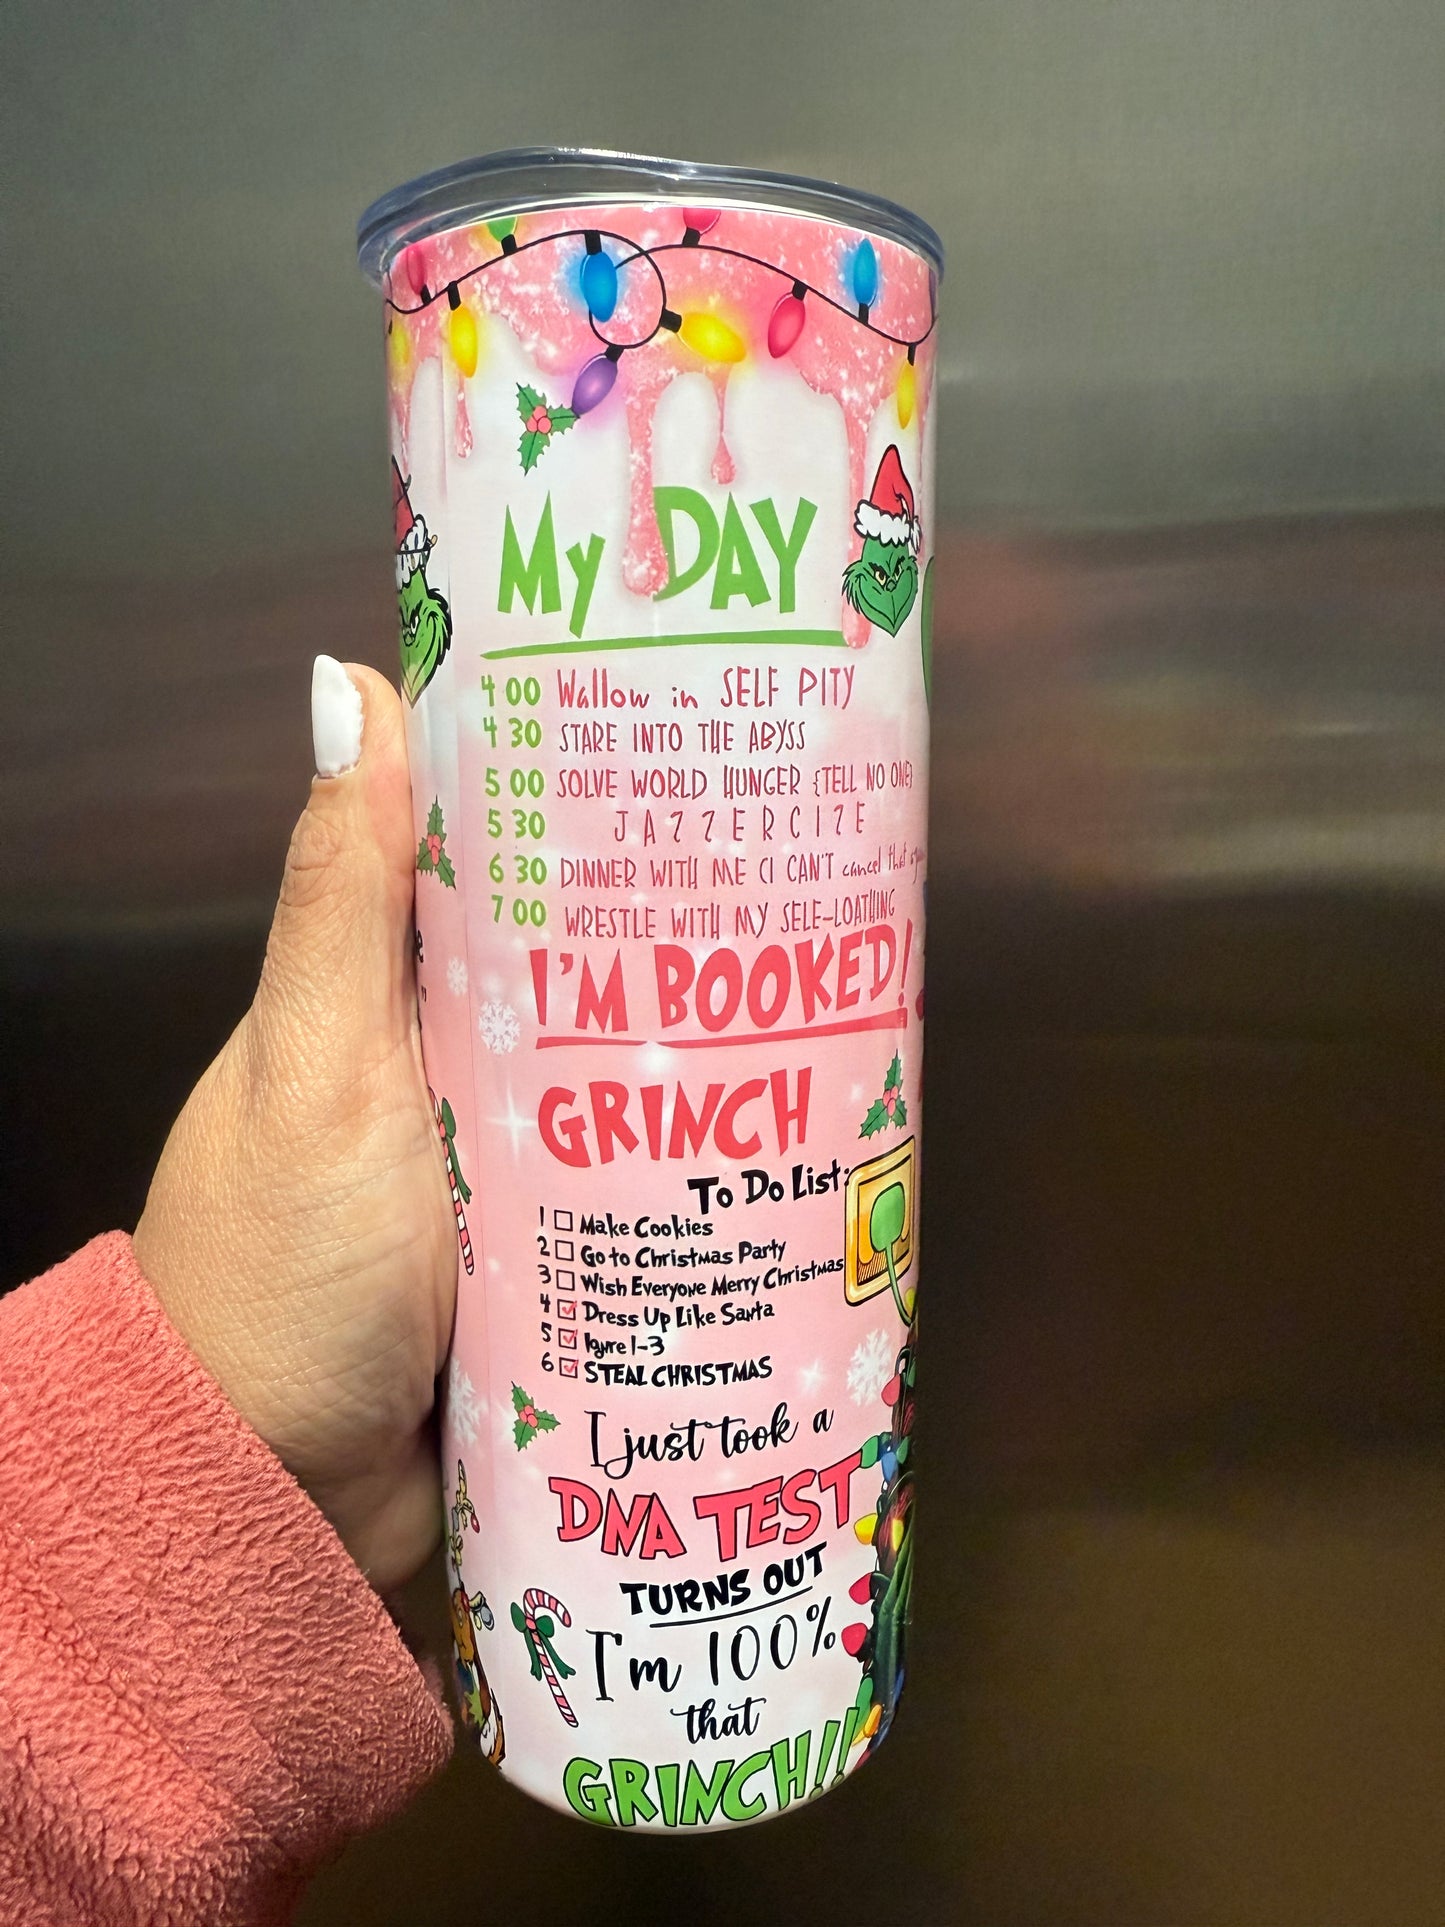 My DAY
4 00 Wallow in SELF PITY
4 30 STARE INTO THE ABYSS
5 00 SOLVE WORLD HUNGER {TELL NO ONE}
5 30 JAZZERCIZE
6 30 DINNER WITH ME (I CAN'T cancel that
7 00 WRESTLE WITH MY SELF-LOATHING
I'M BOOKED!
GRINCH
To Do List:
1 Make Cookies
2 Go to Christmas Party
3 Wish Everyone Merry Christmas
4 Dress Up Like Santa
5 Ignre 1-3
6 STEAL CHRISTMAS
I just took a
DNA TEST
TURNS OUT
I'm 100%
that
GRINCH!!